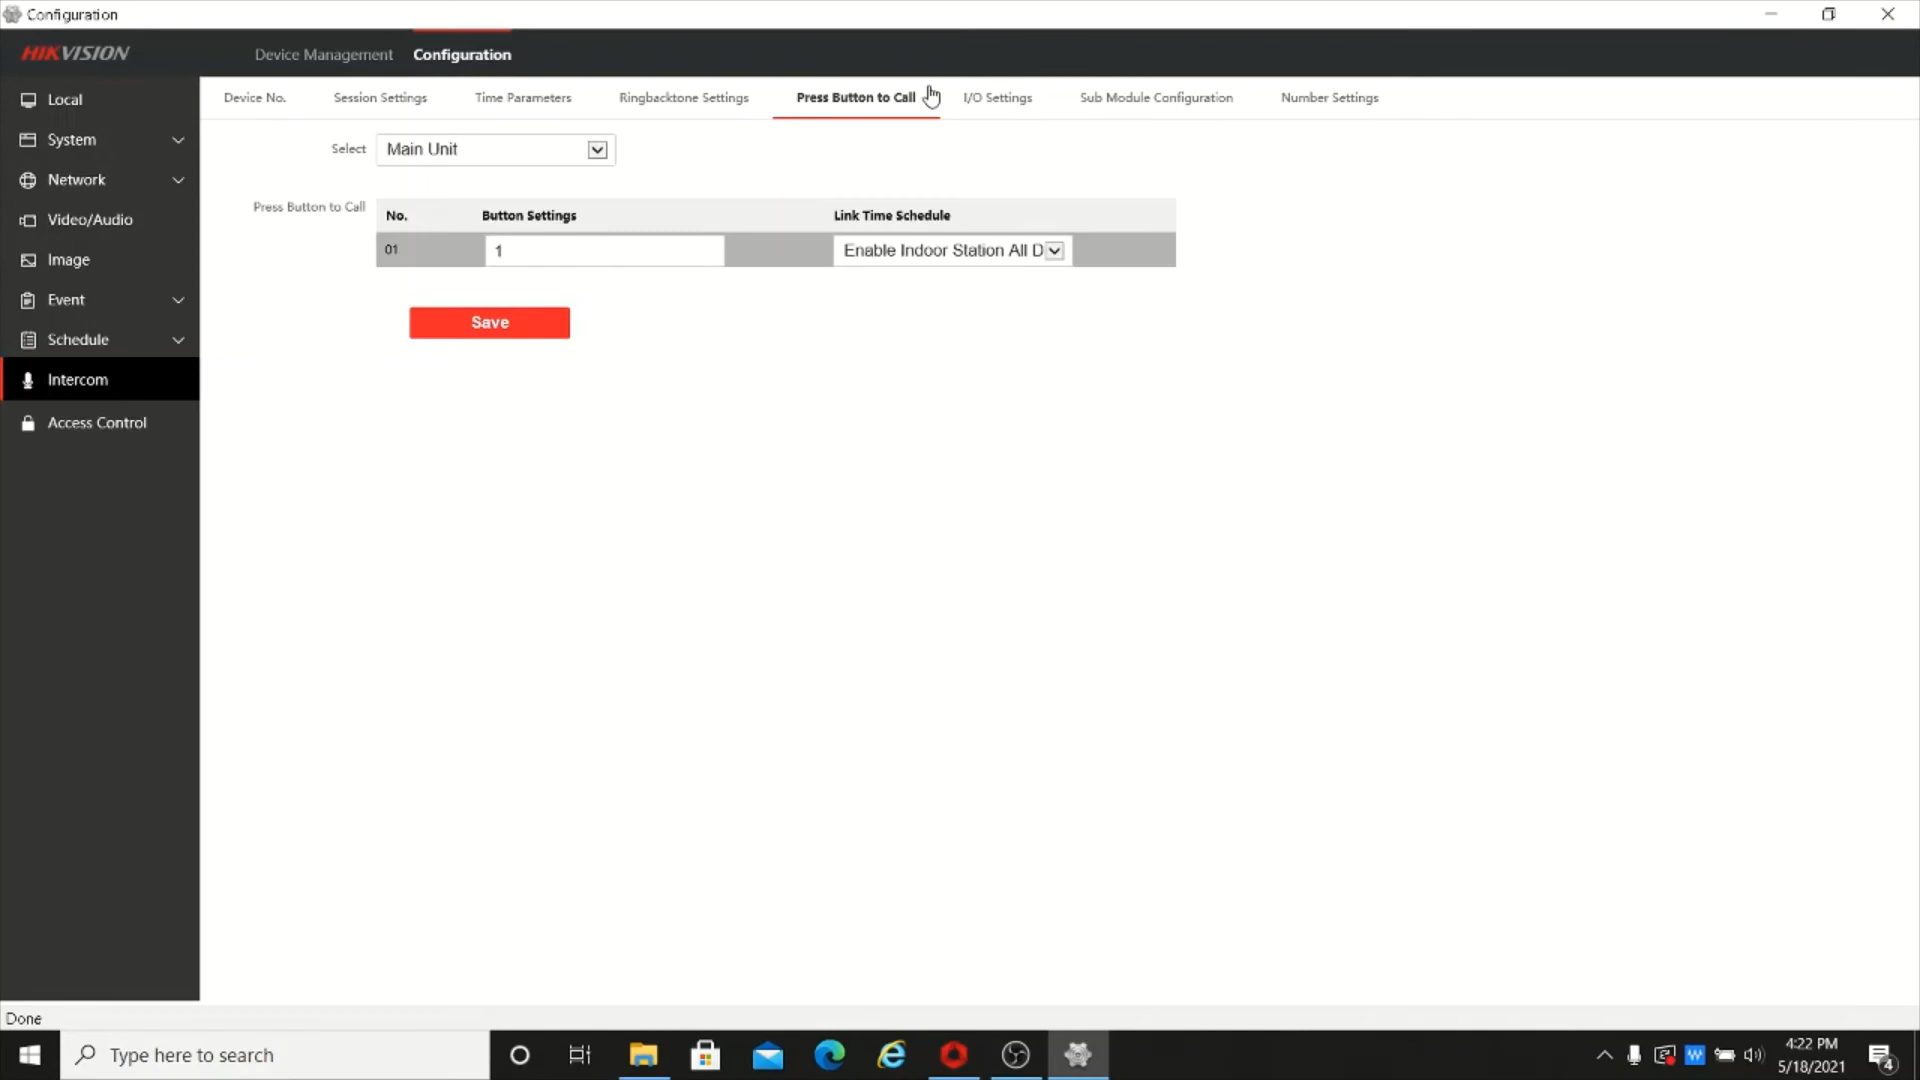 Configuration
HIKVISION
Device Management
Configuration
Local
System
Network
Video/Audio
Image
Event
Schedule
Intercom
Access Control
Device No.
Session Settings
Time Parameters
Ringbacktone Settings
Press Button to Call
I/O Settings
Sub Module Configuration
Number Settings
Select
Main Unit
Press Button to Call
No.
Button Settings
Link Time Schedule
01
1
Enable Indoor Station All D
Save
Done
Type here to search
W
4:22 PM
5/18/2021
4